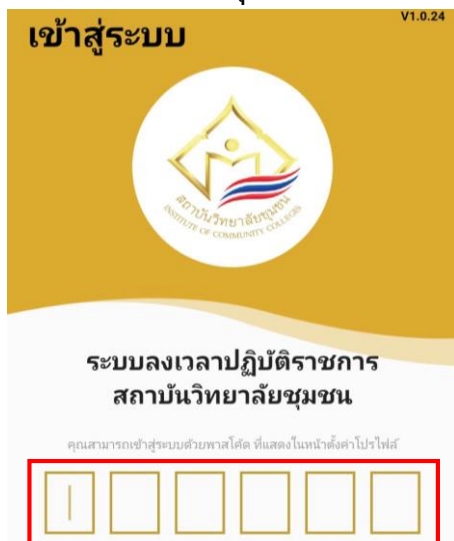 V1.0.24
เข้าสู่ระบบ
สถาบันวิทยาลัยชุมชน
INSTITUTE OF COMMUNITY COLLEGES
ระบบลงเวลาปฏิบัติราชการ
สถาบันวิทยาลัยชุมชน
คุณสามารถเข้าสู่ระบบด้วยพาสโค้ด ที่แสดงในหน้าตั้งค่าโปรไฟล์